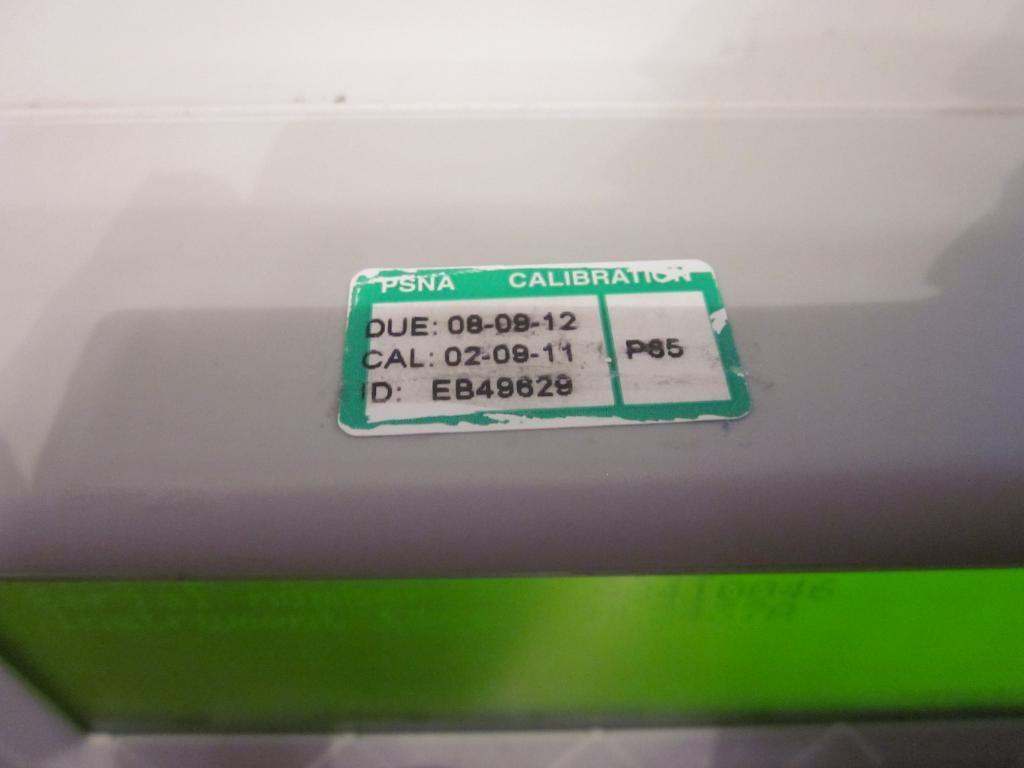 PSNA CALIBRATION
DUE: 08-09-12
CAL: 02-09-11
P65
ID: EB49629